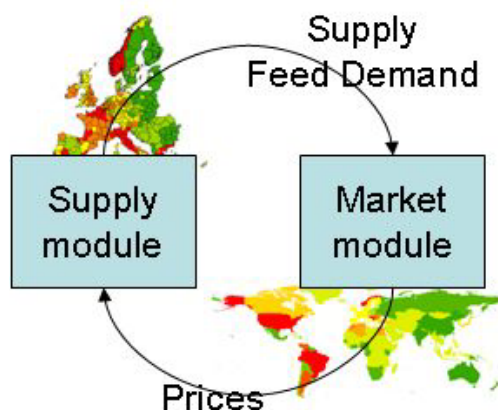 Supply
Feed Demand
Supply
module
Market
module
Prices